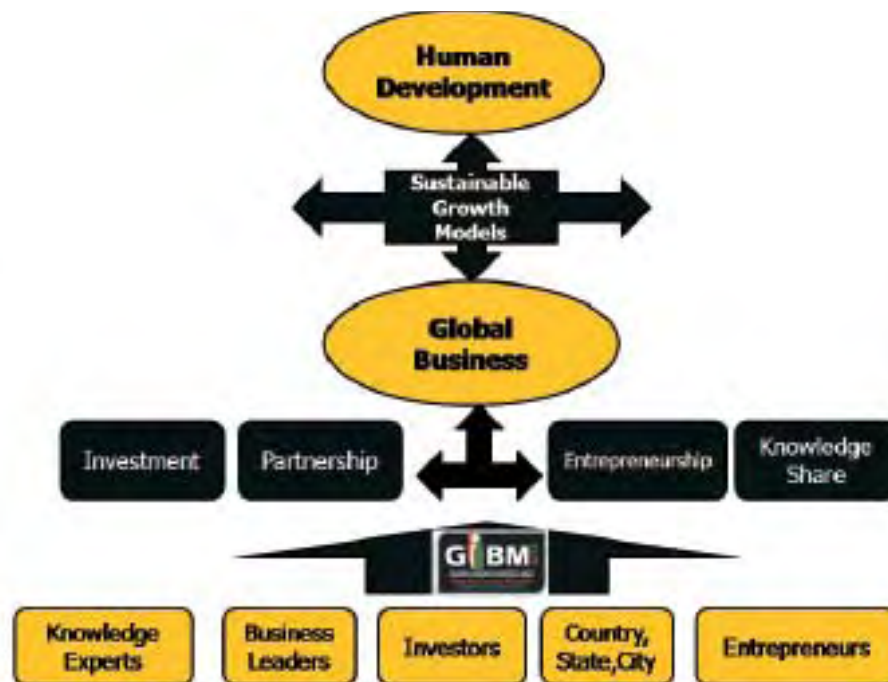 Human
Development
Sustainable
Growth
Models
Global
Business
Investment
Partnership
Entrepreneurship
Knowledge
Share
GIBM
Knowledge
Experts
Business
Leaders
Investors
Country,
State,City
Entrepreneurs